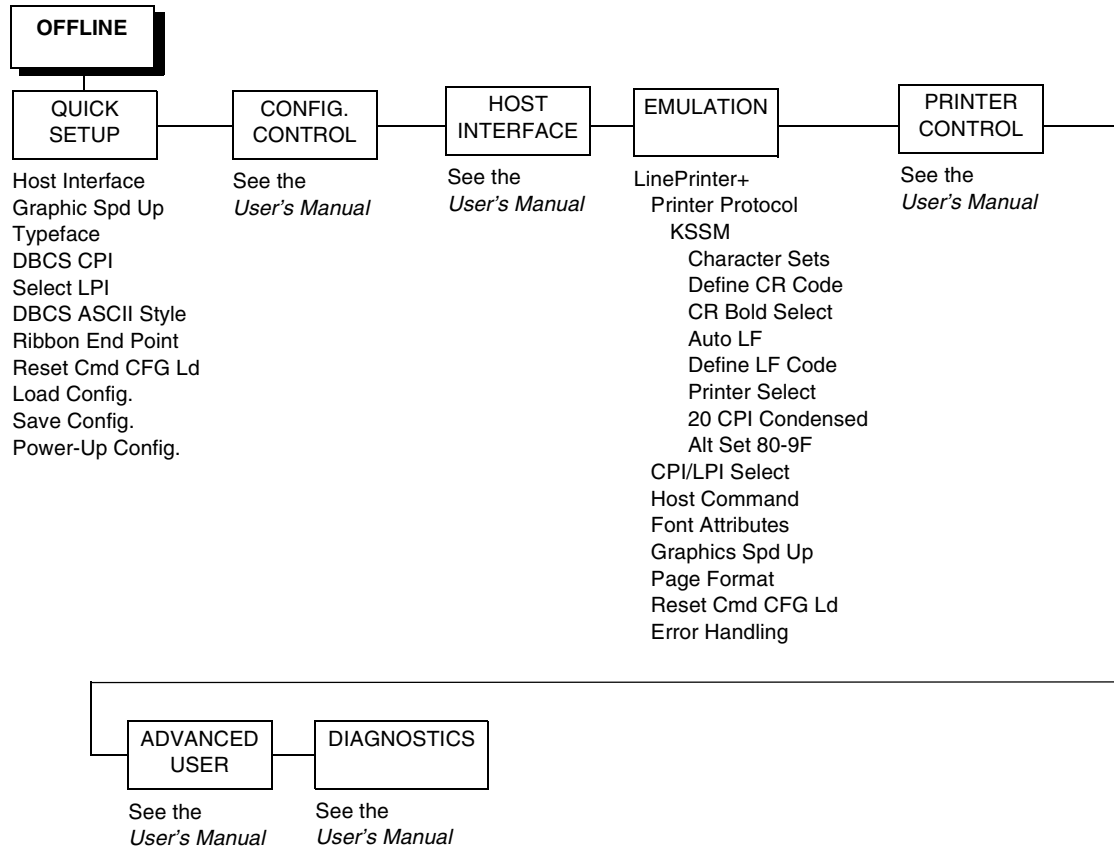 OFFLINE
QUICK
SETUP
Host Interface
Graphic Spd Up
Typeface
DBCS CPI
Select LPI
DBCS ASCII Style
Ribbon End Point
Reset Cmd CFG Ld
Load Config.
Save Config.
Power-Up Config.
CONFIG.
CONTROL
See the
User's Manual
HOST
INTERFACE
See the
User's Manual
EMULATION
LinePrinter+
Printer Protocol
KSSM
Character Sets
Define CR Code
CR Bold Select
Auto LF
Define LF Code
Printer Select
20 CPI Condensed
Alt Set 80-9F
CPI/LPI Select
Host Command
Font Attributes
Graphics Spd Up
Page Format
Reset Cmd CFG Ld
Error Handling
PRINTER
CONTROL
See the
User's Manual
ADVANCED
USER
See the
User's Manual
DIAGNOSTICS
See the
User's Manual